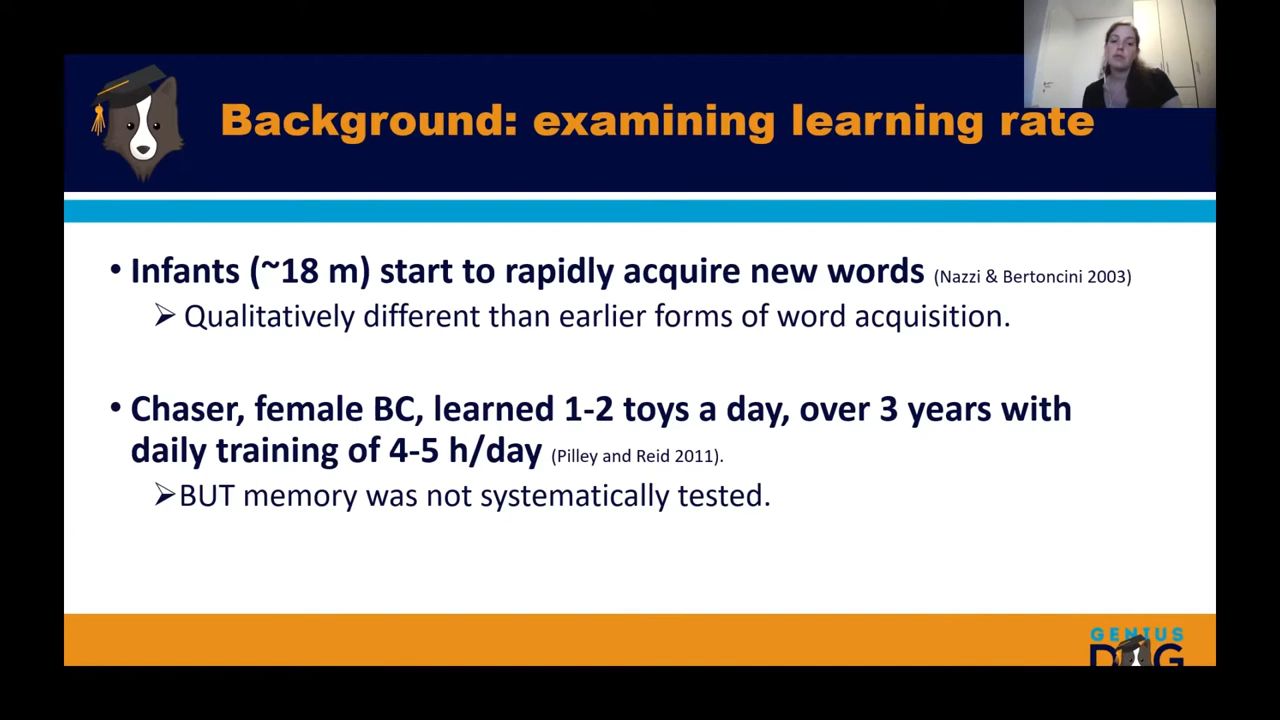 Background: examining learning rate
• Infants (~18 m) start to rapidly acquire new words (Nazzi & Bertoncini 2003)
➢ Qualitatively different than earlier forms of word acquisition.
• Chaser, female BC, learned 1-2 toys a day, over 3 years with
daily training of 4-5 h/day (Pilley and Reid 2011).
➢BUT memory was not systematically tested.
GENIUS
DOG